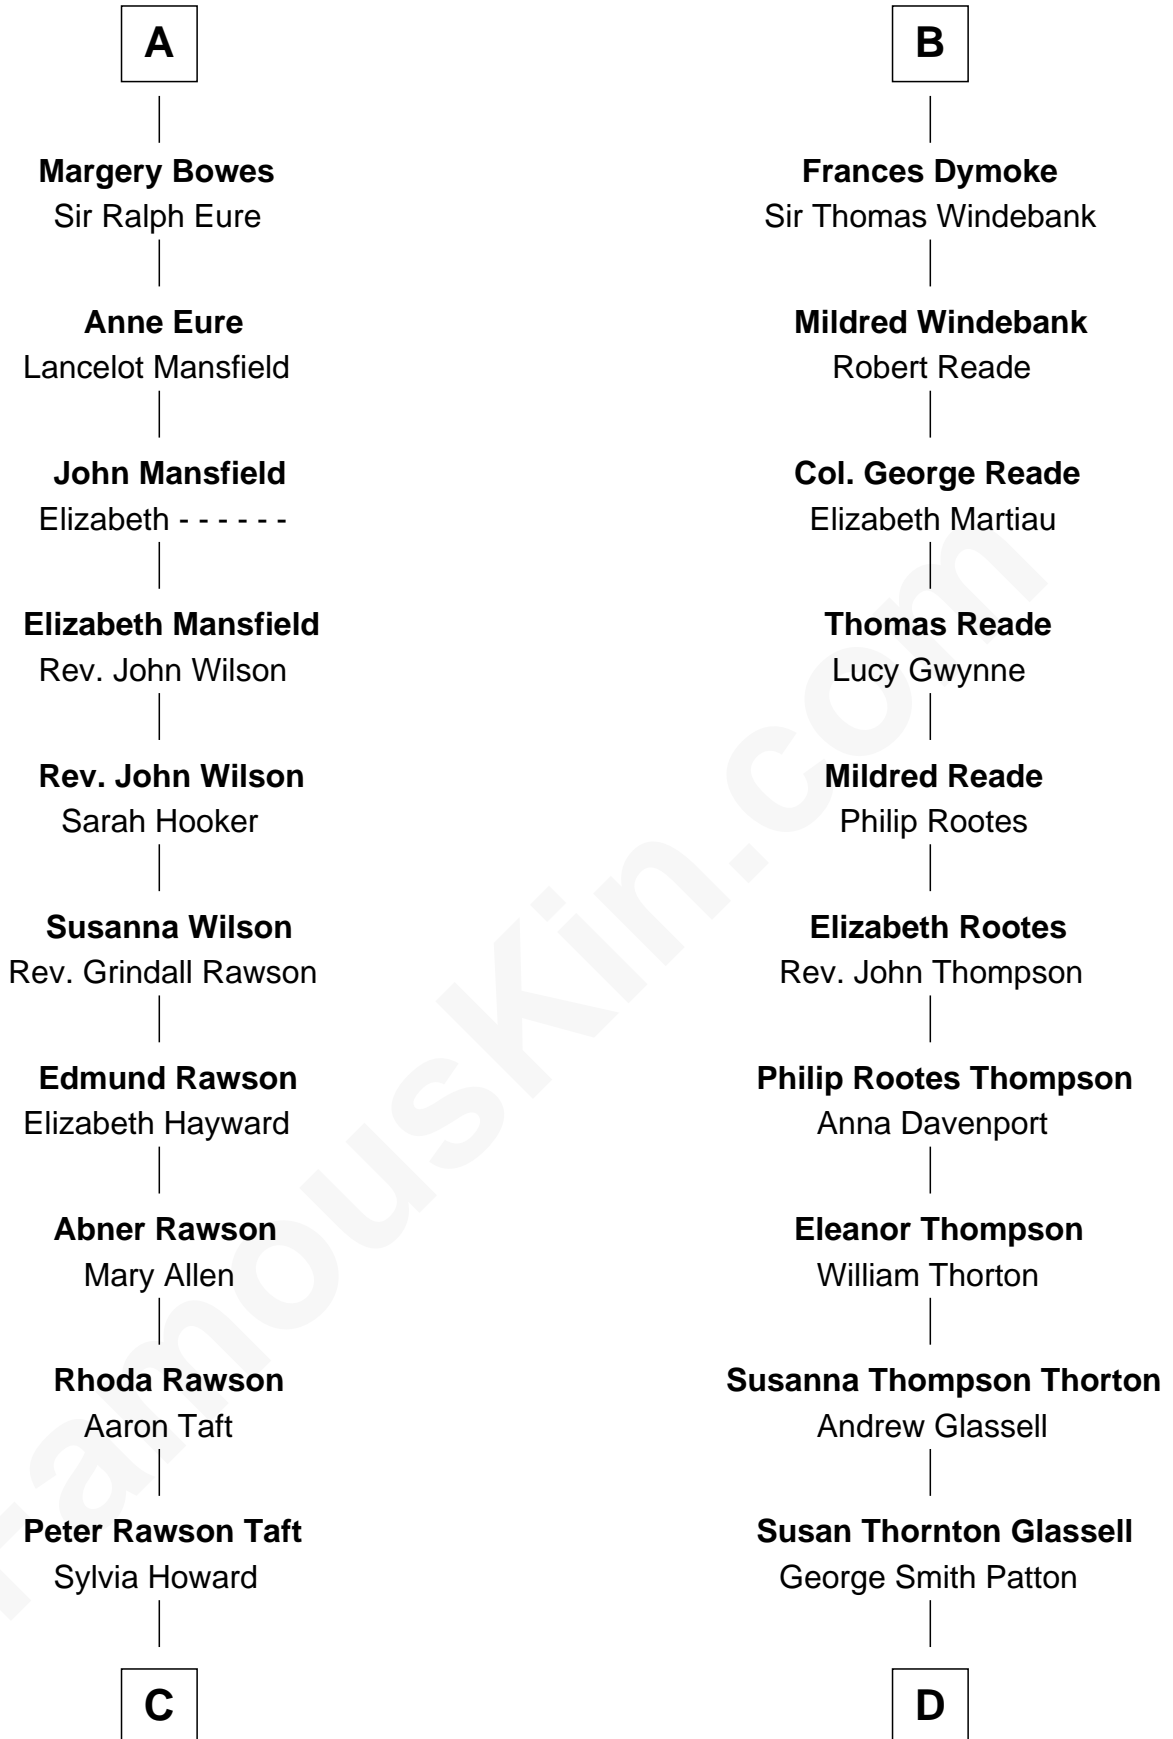 A
Margery Bowes
Sir Ralph Eure
Anne Eure
Lancelot Mansfield
John Mansfield
Elizabeth - - - - - -
Elizabeth Mansfield
Rev. John Wilson
Rev. John Wilson
Sarah Hooker
Susanna Wilson
Rev. Grindall Rawson
Edmund Rawson
Elizabeth Hayward
Abner Rawson
Mary Allen
Rhoda Rawson
Aaron Taft
Peter Rawson Taft
Sylvia Howard
C
B
Frances Dymoke
Sir Thomas Windebank
Mildred Windebank
Robert Reade
Col. George Reade
Elizabeth Martiau
Thomas Reade
Lucy Gwynne
Mildred Reade
Philip Rootes
Elizabeth Rootes
Rev. John Thompson
Philip Rootes Thompson
Anna Davenport
Eleanor Thompson
William Thorton
Susanna Thompson Thorton
Andrew Glassell
Susan Thornton Glassell
George Smith Patton
D
FamousKin.com